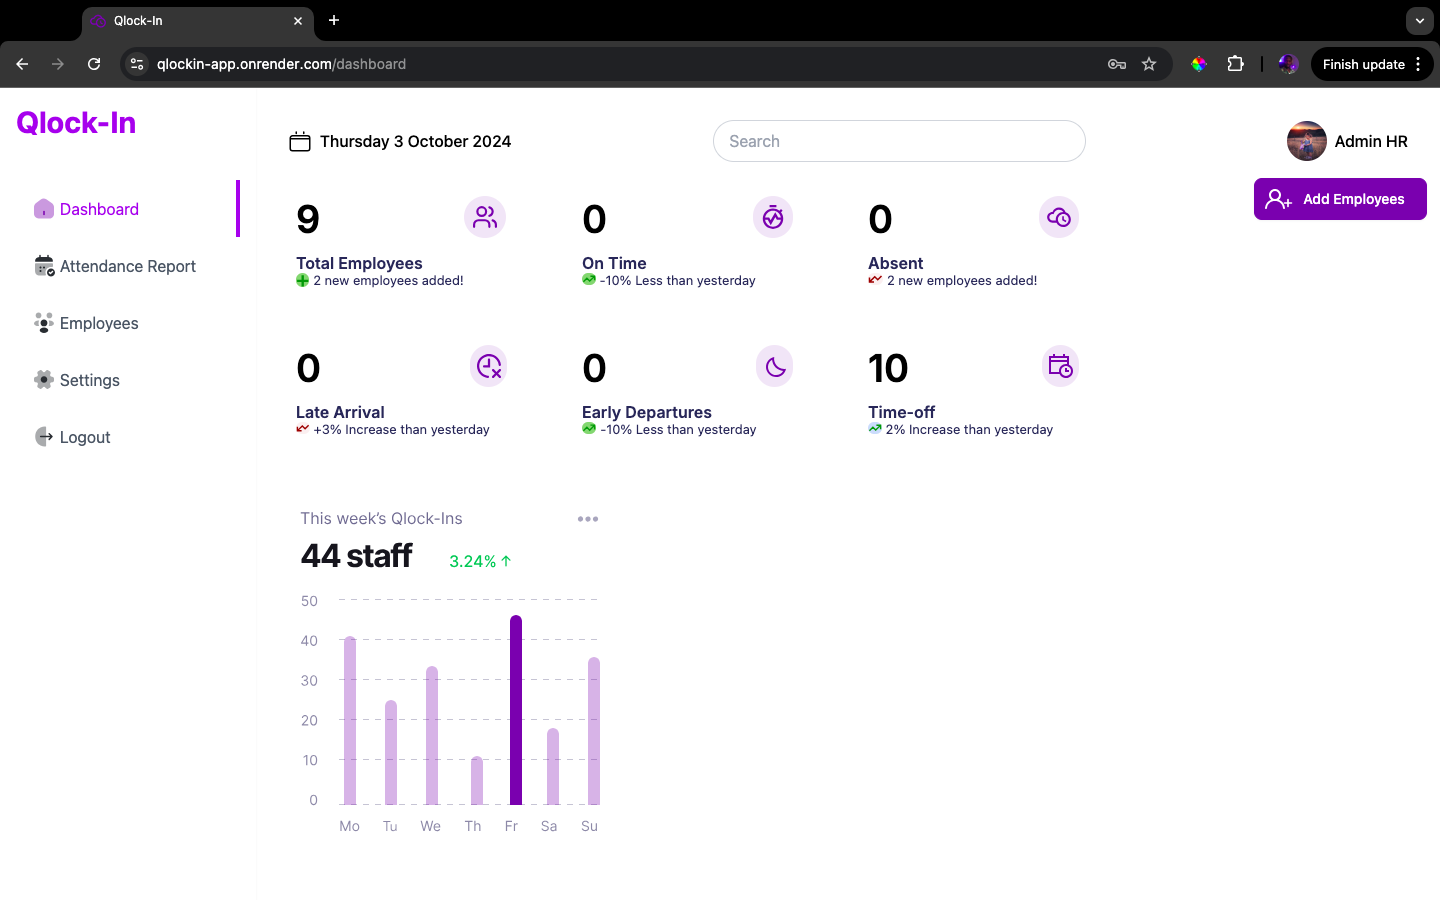 Qlock-In
qlockin-app.onrender.com/dashboard
Finish update
Qlock-In
Thursday 3 October 2024
Search
Admin HR
Add Employees
Dashboard
Attendance Report
Employees
Settings
Logout
9
Total Employees
2 new employees added!
0
On Time
-10% Less than yesterday
0
Absent
2 new employees added!
0
Late Arrival
+3% Increase than yesterday
0
Early Departures
-10% Less than yesterday
10
Time-off
2% Increase than yesterday
This week's Qlock-Ins
44 staff 3.24%
50
40
30
20
10
0
Mo Tu We Th Fr Sa Su